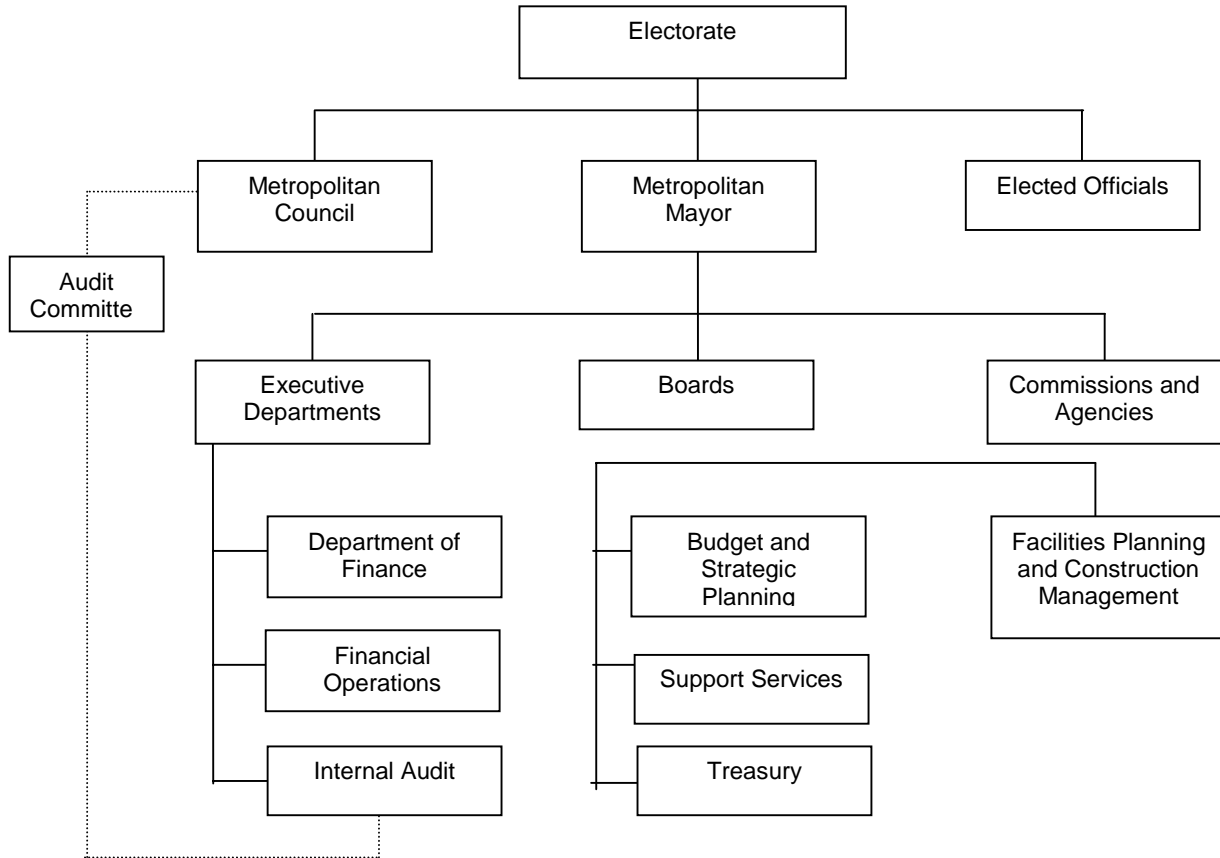 Electorate
Metropolitan
Council
Metropolitan
Mayor
Elected Officials
Audit
Committe
Executive
Departments
Boards
Commissions and
Agencies
Department of
Finance
Budget and
Strategic
Planning
Facilities Planning
and Construction
Management
Financial
Operations
Support Services
Internal Audit
Treasury